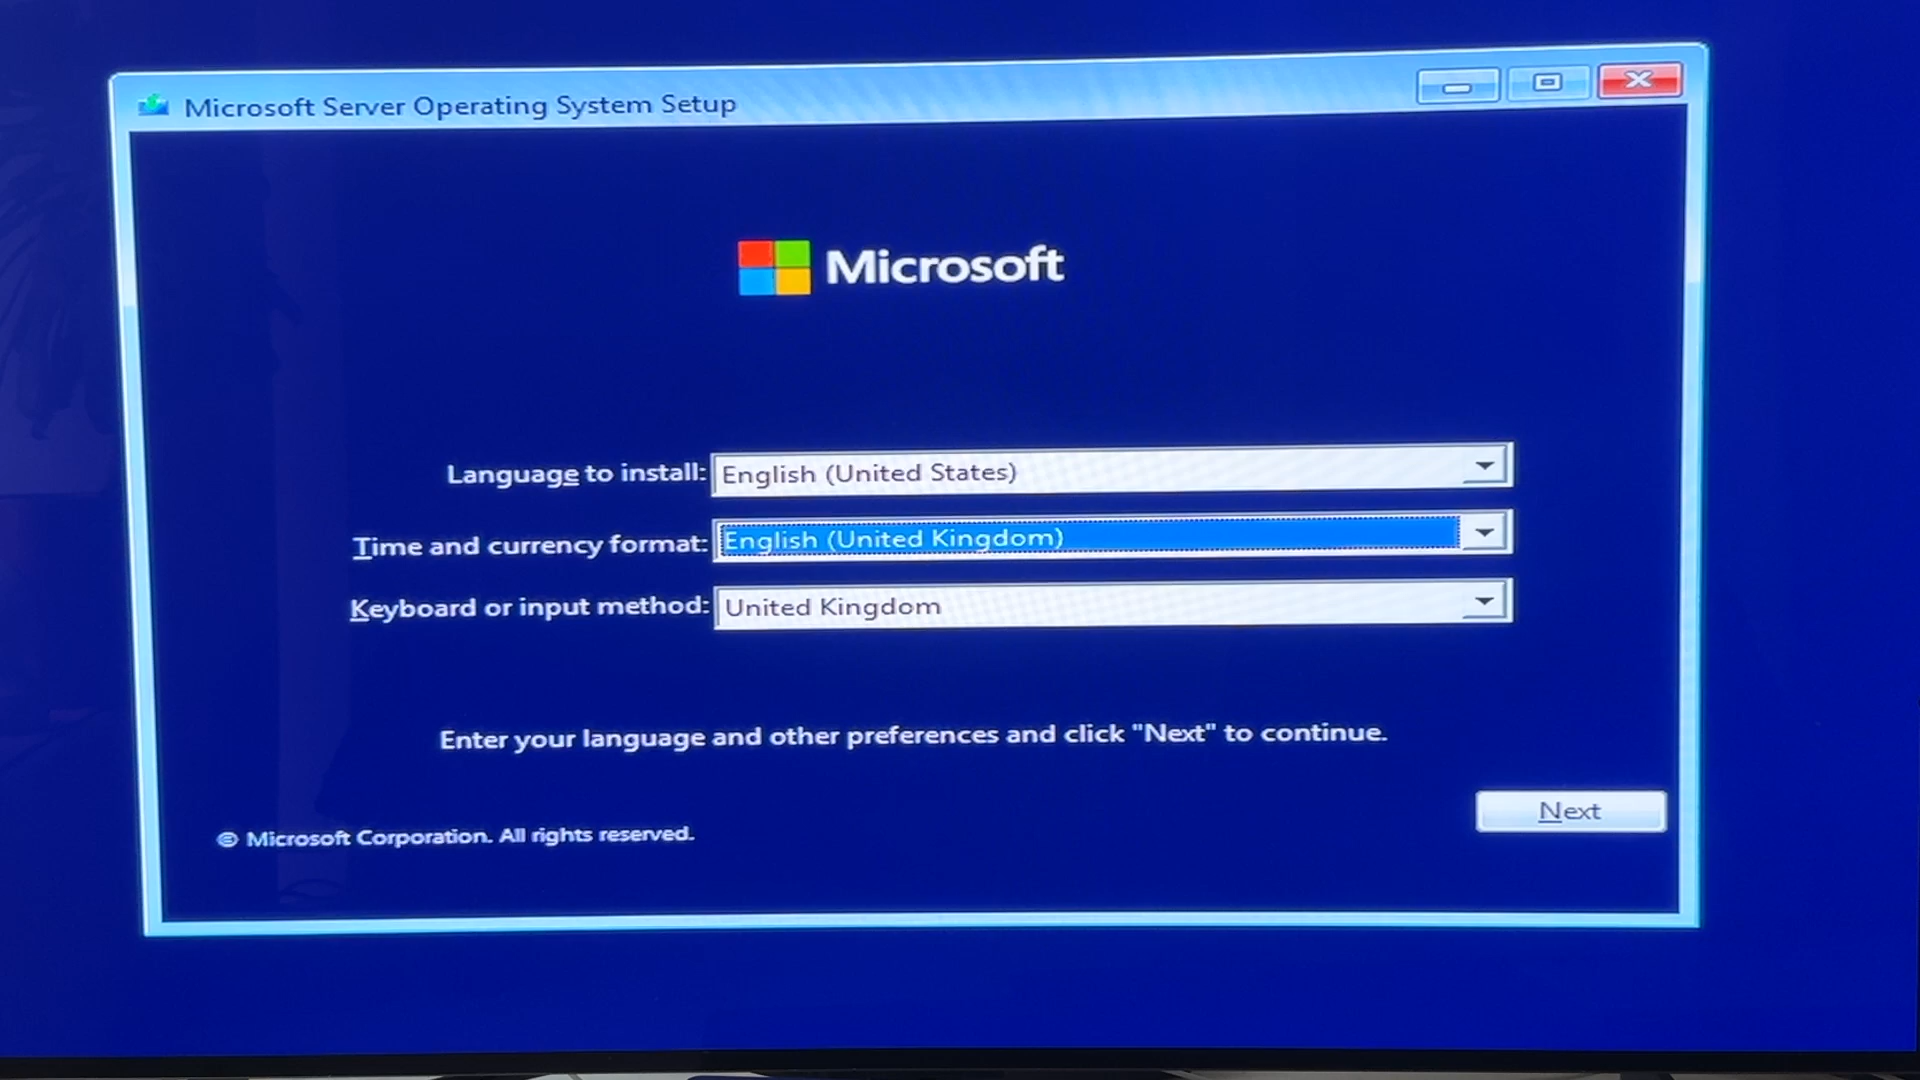 Microsoft Server Operating System Setup
Microsoft
Language to install: English (United States)
Time and currency format: English (United Kingdom)
Keyboard or input method: United Kingdom
Enter your language and other preferences and click "Next" to continue.
Next
© Microsoft Corporation. All rights reserved.